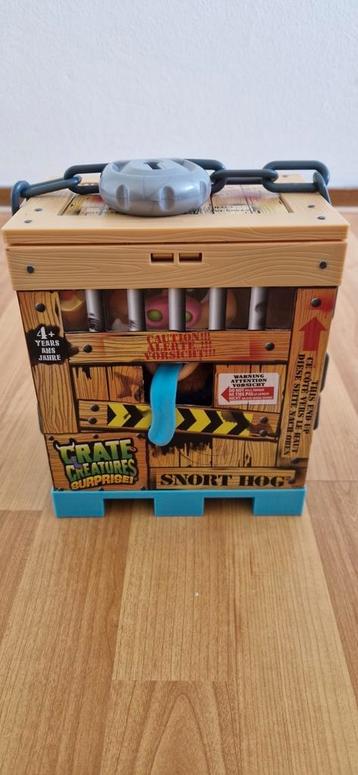 4+
YEARS
ANS
JAHRE
CAUTION!!!
ALERTE!!!
VORSICHT!!!
WARNING
ATTENTION
VORSICHT
THIS END UP
CE CÔTÉ VERS LE HAUT
DIESE SEITE NACH OBEN
CRATE
CREATURES
SURPRISE!
SNORT HOG